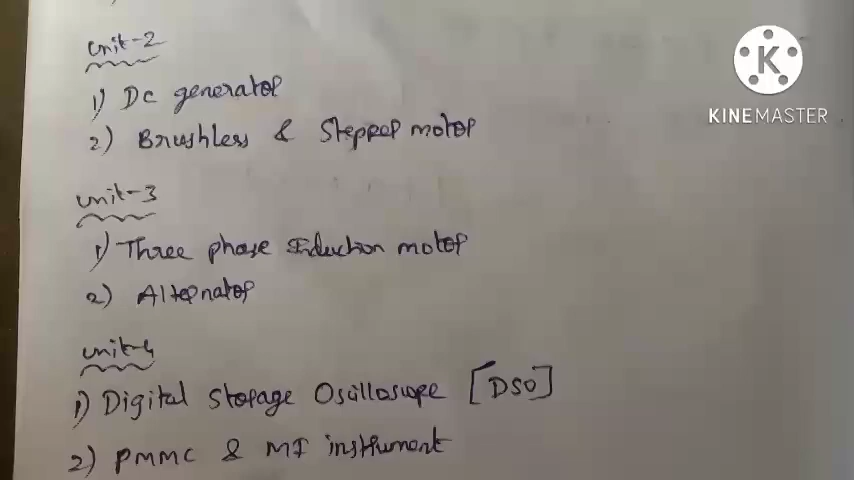 unit-2
1) DC generator
2) Brushless & Stepper motor
unit-3
1) Three phase Induction motor
2) Alternator
unit-4
1) Digital Storage Oscilloscope [DSO]
2) PMMC & MI instrument
KINEMASTER